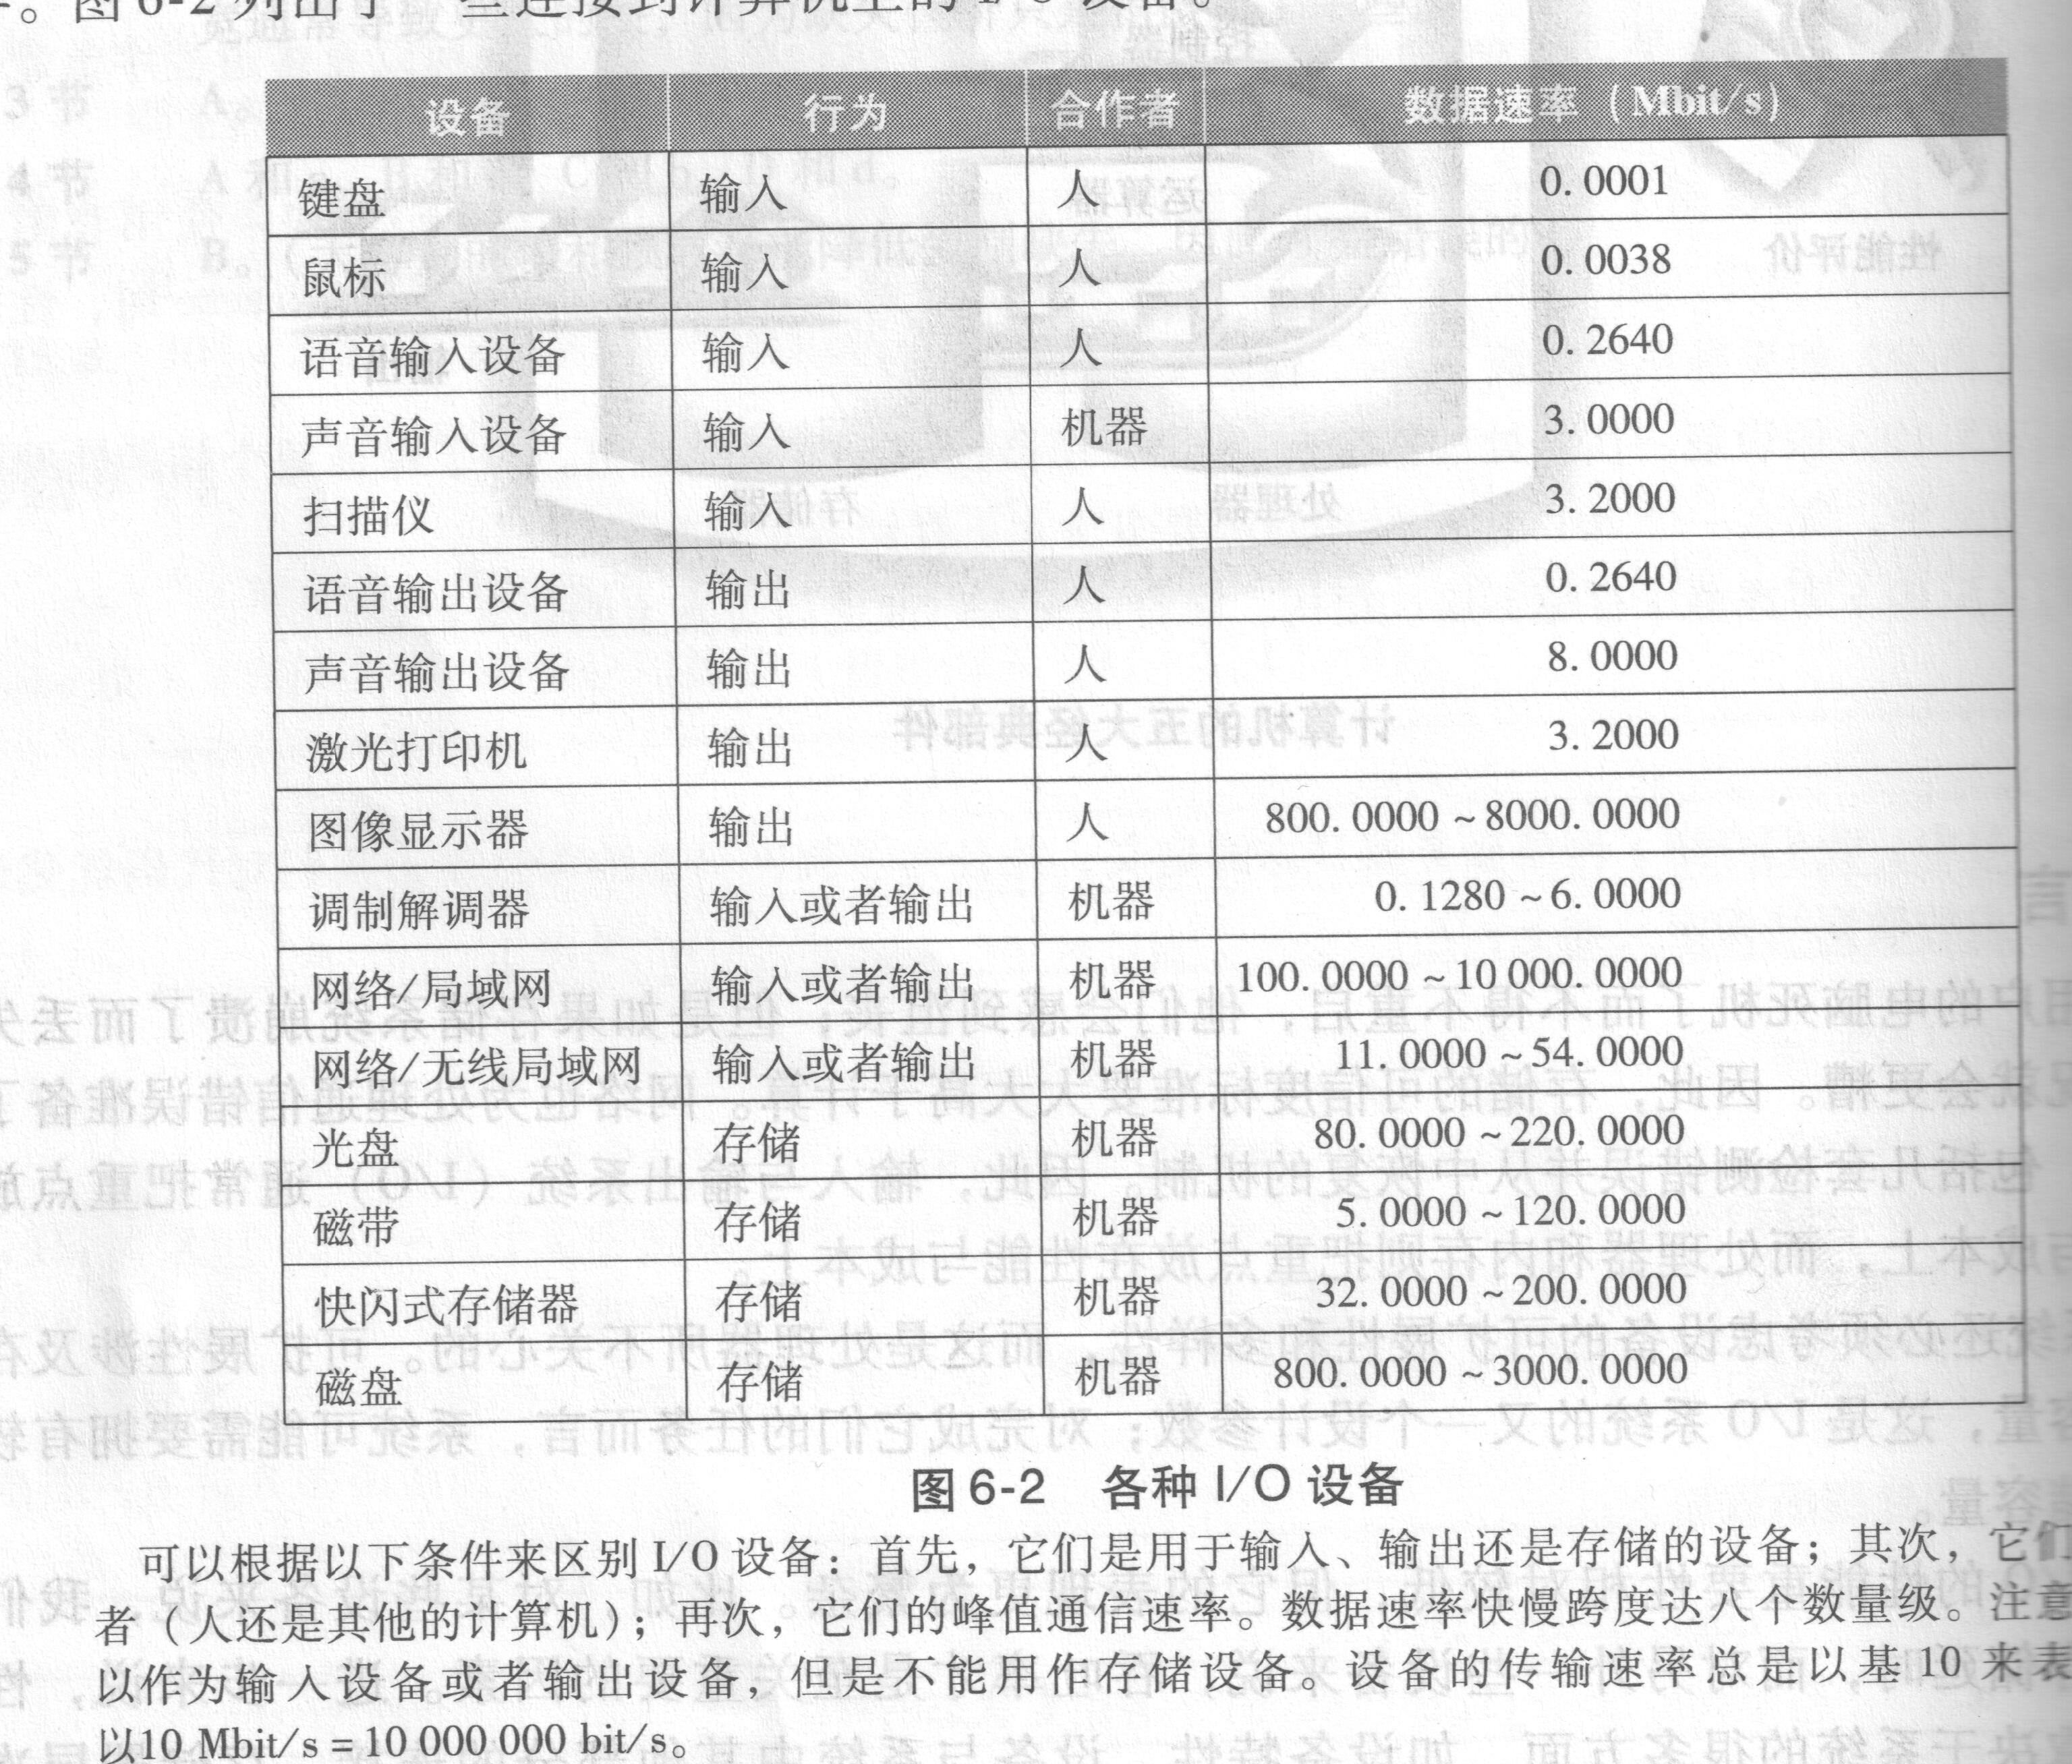 。图 6-2 列出了一些连接到计算机上的 I/O 设备。
设备 行为 合作者 数据速率（Mbit/s）
键盘 输入 人 0.0001
鼠标 输入 人 0.0038
语音输入设备 输入 人 0.2640
声音输入设备 输入 机器 3.0000
扫描仪 输入 人 3.2000
语音输出设备 输出 人 0.2640
声音输出设备 输出 人 8.0000
激光打印机 输出 人 3.2000
图像显示器 输出 人 800.0000 ~ 8000.0000
调制解调器 输入或者输出 机器 0.1280 ~ 6.0000
网络/局域网 输入或者输出 机器 100.0000 ~ 10 000.0000
网络/无线局域网 输入或者输出 机器 11.0000 ~ 54.0000
光盘 存储 机器 80.0000 ~ 220.0000
磁带 存储 机器 5.0000 ~ 120.0000
快闪式存储器 存储 机器 32.0000 ~ 200.0000
磁盘 存储 机器 800.0000 ~ 3000.0000
图 6-2 各种 I/O 设备
可以根据以下条件来区别 I/O 设备：首先，它们是用于输入、输出还是存储的设备；其次，它们
者（人还是其他的计算机）；再次，它们的峰值通信速率。数据速率快慢跨度达八个数量级。注意
以作为输入设备或者输出设备，但是不能用作存储设备。设备的传输速率总是以基 10 来表
以10 Mbit/s = 10 000 000 bit/s。